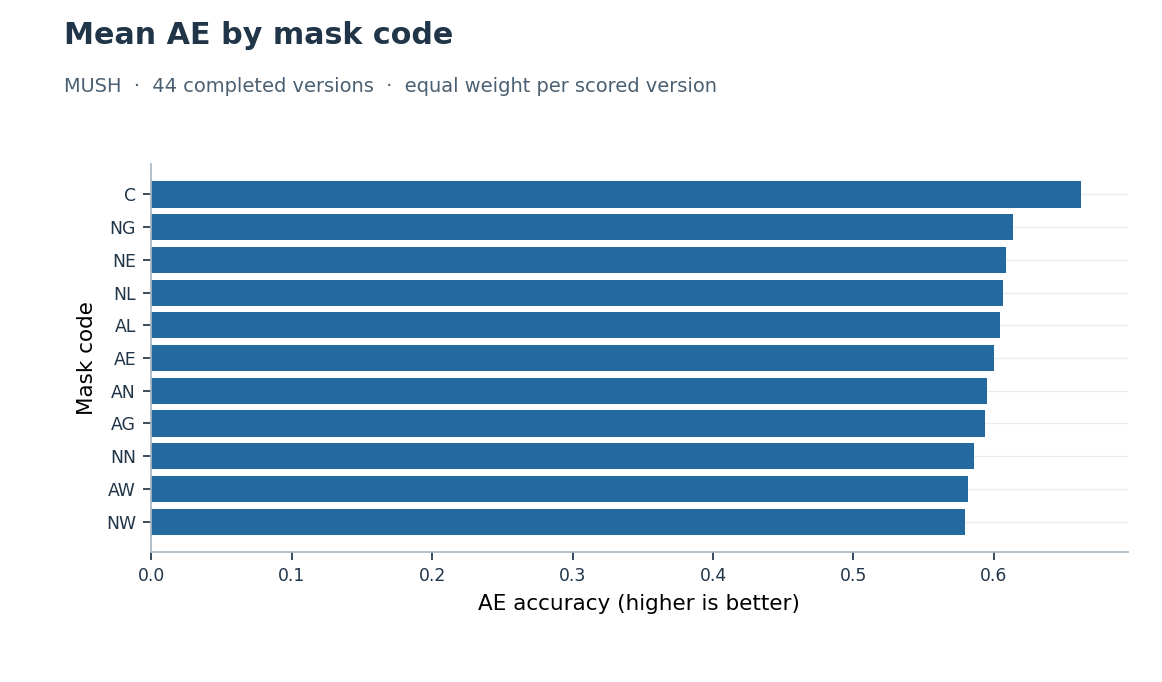 Mean AE by mask code
MUSH · 44 completed versions · equal weight per scored version
Mask code
C
NG
NE
NL
AL
AE
AN
AG
NN
AW
NW
0.0 0.1 0.2 0.3 0.4 0.5 0.6
AE accuracy (higher is better)